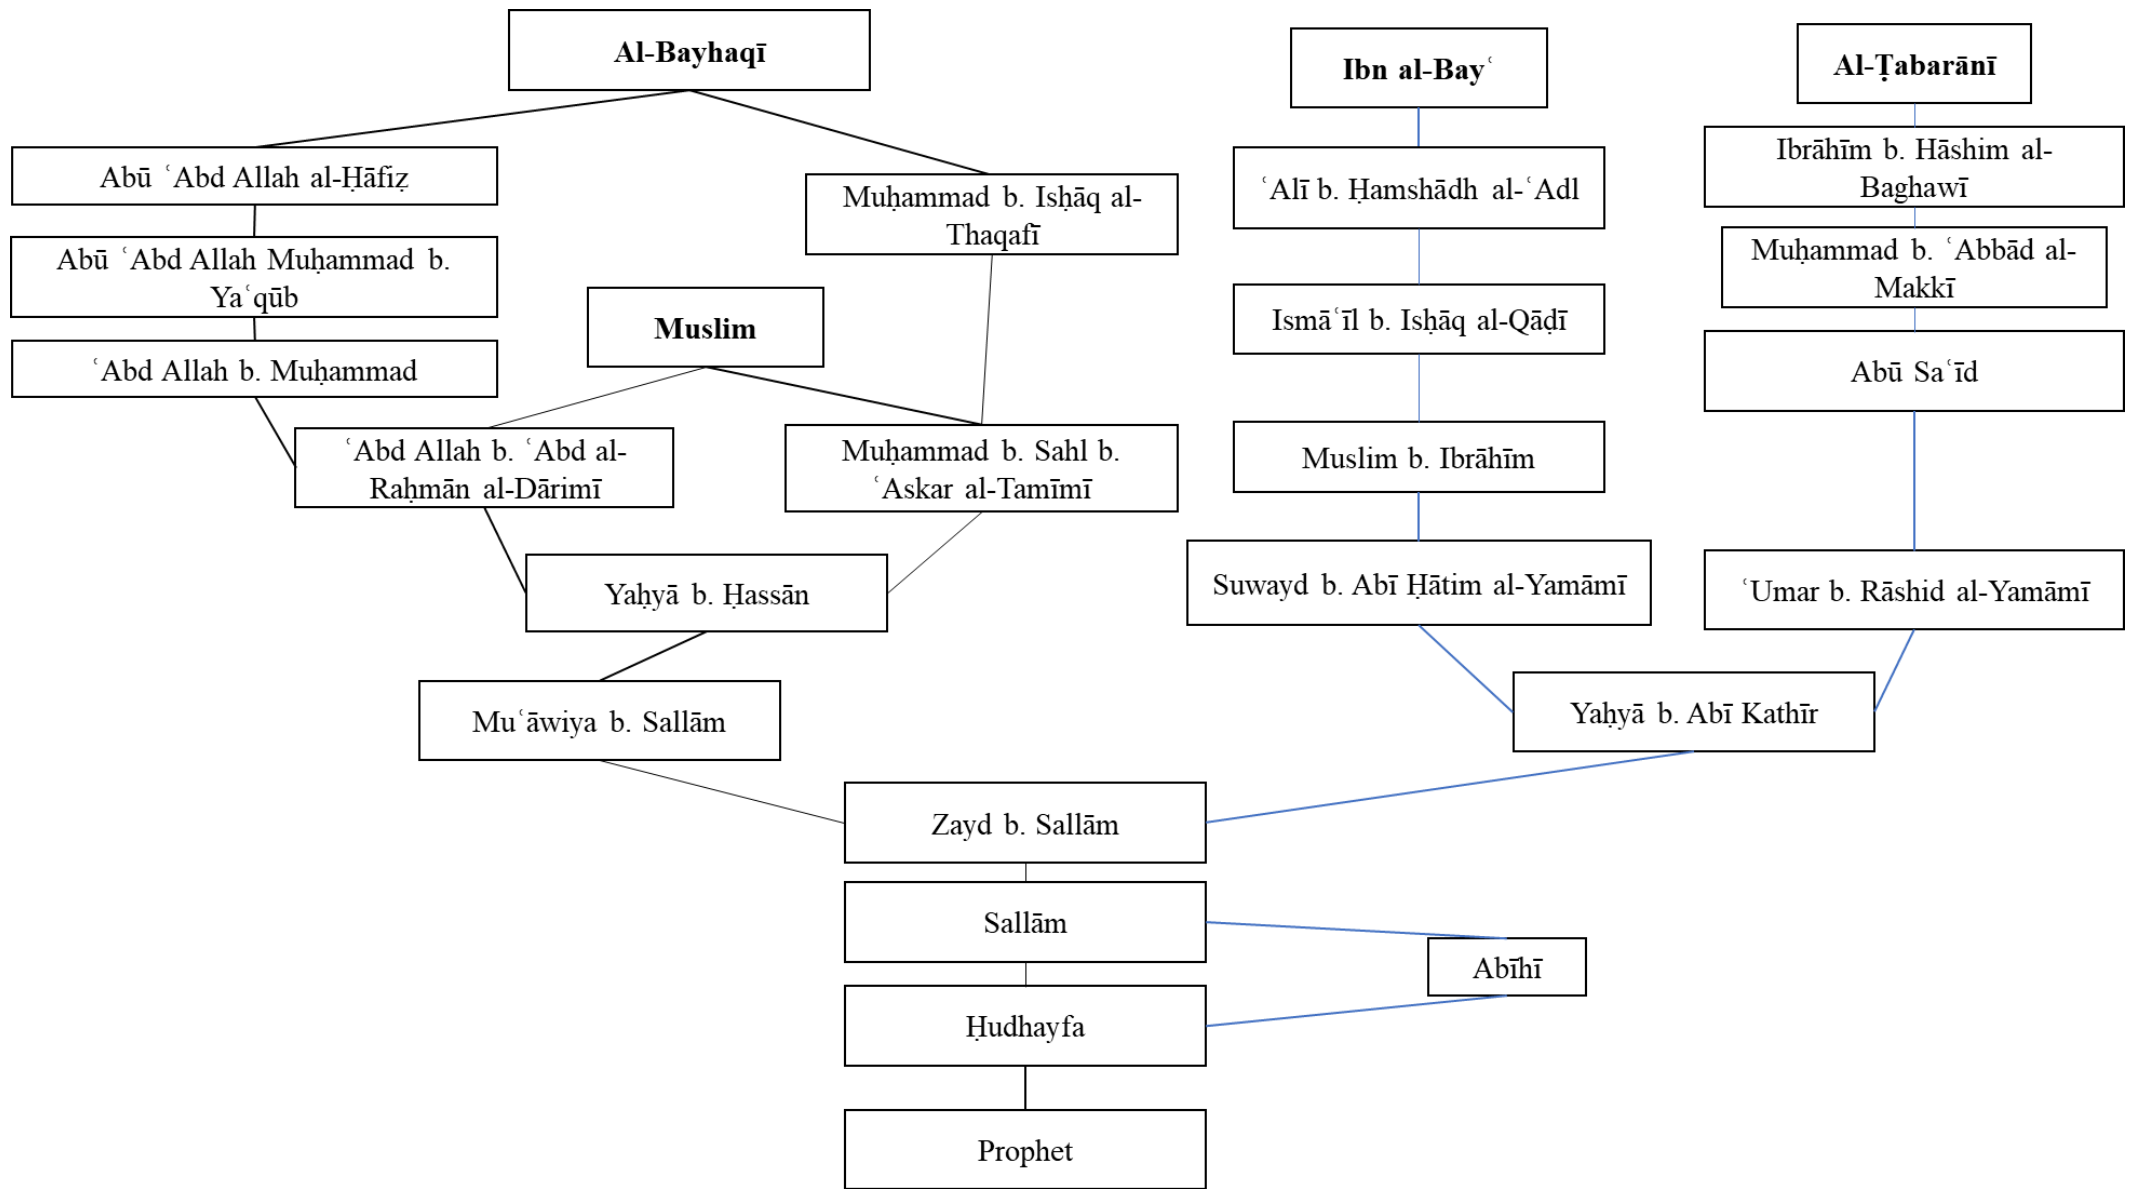 Al-Bayhaqī
Ibn al-Bayʿ
Al-Ṭabarānī
Abū ʿAbd Allah al-Ḥāfiẓ
Muḥammad b. Isḥāq al-
Thaqafī
ʿAlī b. Ḥamshādh al-ʿAdl
Ibrāhīm b. Hāshim al-
Baghawī
Abū ʿAbd Allah Muḥammad b.
Yaʿqūb
Muḥammad b. ʿAbbād al-
Makkī
Muslim
Ismāʿīl b. Isḥāq al-Qāḍī
ʿAbd Allah b. Muḥammad
Abū Saʿīd
ʿAbd Allah b. ʿAbd al-
Raḥmān al-Dārimī
Muḥammad b. Sahl b.
ʿAskar al-Tamīmī
Muslim b. Ibrāhīm
Yaḥyā b. Ḥassān
Suwayd b. Abī Ḥātim al-Yamāmī
ʿUmar b. Rāshid al-Yamāmī
Muʿāwiya b. Sallām
Yaḥyā b. Abī Kathīr
Zayd b. Sallām
Sallām
Abīhī
Ḥudhayfa
Prophet